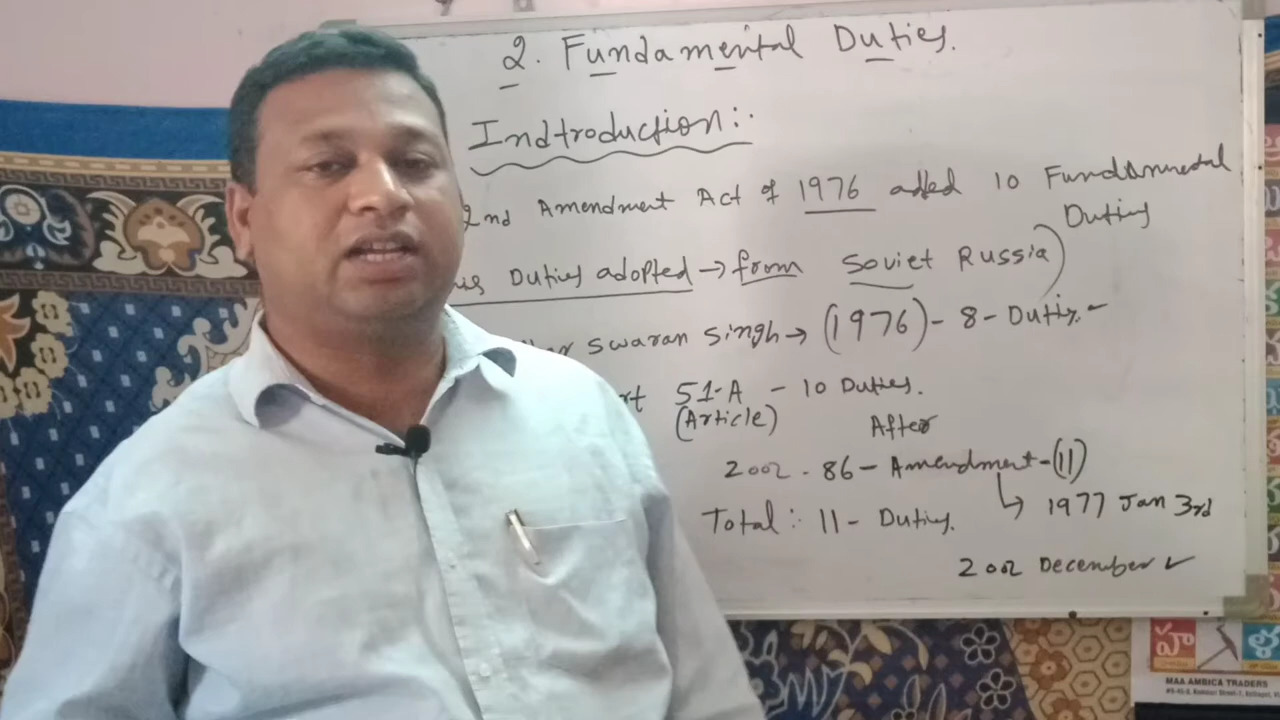 2. Fundamental Duties.
Indtroduction:-
2nd Amendment Act of 1976 added 10 Fundamental Duties
us Duties adopted → from Soviet Russia)
swaran singh → (1976) - 8 - Duties.
rt 51-A - 10 Duties.
(Article) After
2002 - 86 - Amendment - (11)
↳ 1977 Jan 3rd
Total :- 11 - Duties.
2002 December ✓
హా
ళ
MAA AMBICA TRADERS